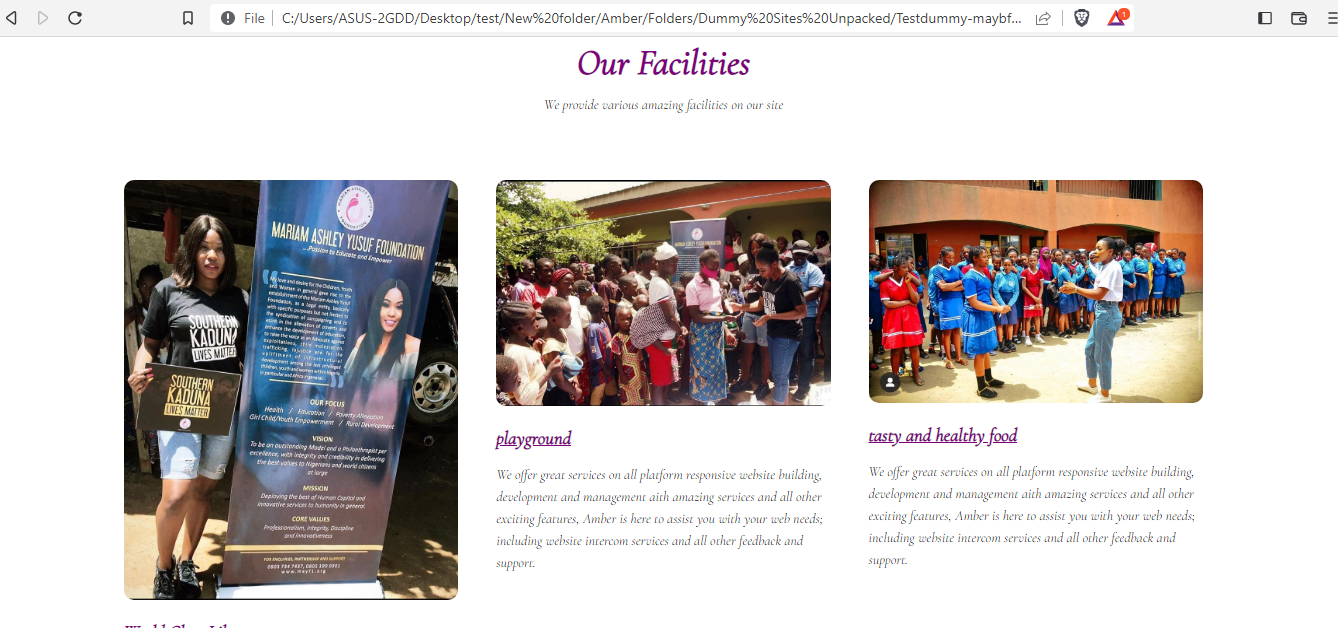 File
C:/Users/ASUS-2GDD/Desktop/test/New%20folder/Amber/Folders/Dummy%20Sites%20Unpacked/Testdummy-maybf...
1
Our Facilities
We provide various amazing facilities on our site
MARIAM ASHLEY YUSUF FOUNDATION
...Passion to Educate and Empower
SOUTHERN
KADUNA
LIVES MATTER
SOUTHERN
KADUNA
LIVES MATTER
OUR FOCUS
Health / Education / Poverty Alleviation
Girl Child/Youth Empowerment / Rural Development
VISION
To be an outstanding Model and a Philanthropist par
excellence, with integrity and credibility in delivering
the best values to Nigerians and world citizens
at large
MISSION
Deploying the best of Human Capital and
innovative services to humanity in general.
CORE VALUES
Professionalism, Integrity, Discipline
and Innovativeness
FOR ENQUIRIES, PARTNERSHIP AND SUPPORT
playground
We offer great services on all platform responsive website building,
development and management aith amazing services and all other
exciting features, Amber is here to assist you with your web needs;
including website intercom services and all other feedback and
support.
tasty and healthy food
We offer great services on all platform responsive website building,
development and management aith amazing services and all other
exciting features, Amber is here to assist you with your web needs;
including website intercom services and all other feedback and
support.